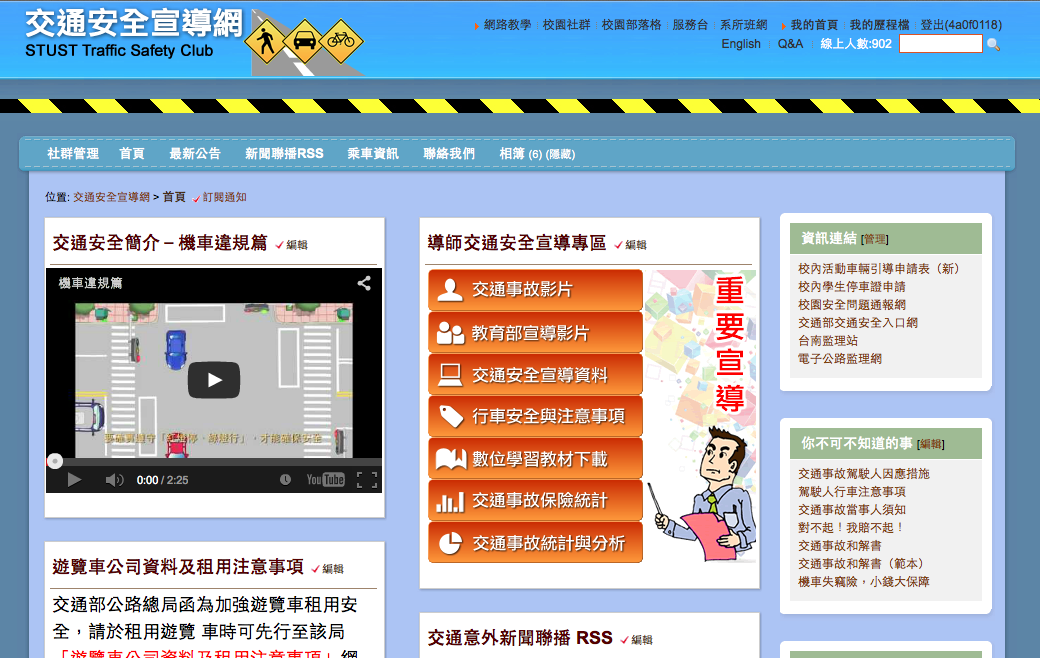 交通安全宣導網
STUST Traffic Safety Club
網路教學 校園社群 校園部落格 服務台 系所班網 我的首頁 我的歷程檔 登出(4a0f0118)
English Q&A 線上人數:902
社群管理 首頁 最新公告 新聞聯播RSS 乘車資訊 聯絡我們 相簿 (6) (隱藏)
位置: 交通安全宣導網 > 首頁 訂閱通知
交通安全簡介 – 機車違規篇 編輯
機車違規篇
要確實遵守「紅燈停、綠燈行」，才能確保安全
0:00 / 2:25
YouTube
遊覽車公司資料及租用注意事項 編輯
交通部公路總局函為加強遊覽車租用安
全，請於租用遊覽 車時可先行至該局
「遊覽車公司資料及租用注意事項」網
導師交通安全宣導專區 編輯
交通事故影片
教育部宣導影片
交通安全宣導資料
行車安全與注意事項
數位學習教材下載
交通事故保險統計
交通事故統計與分析
重要宣導
交通意外新聞聯播 RSS 編輯
資訊連結 [管理]
校內活動車輛引導申請表（新）
校內學生停車證申請
校園安全問題通報網
交通部交通安全入口網
台南監理站
電子公路監理網
你不可不知道的事 [編輯]
交通事故駕駛人因應措施
駕駛人行車注意事項
交通事故當事人須知
對不起！我賠不起！
交通事故和解書
交通事故和解書（範本）
機車失竊險，小錢大保障